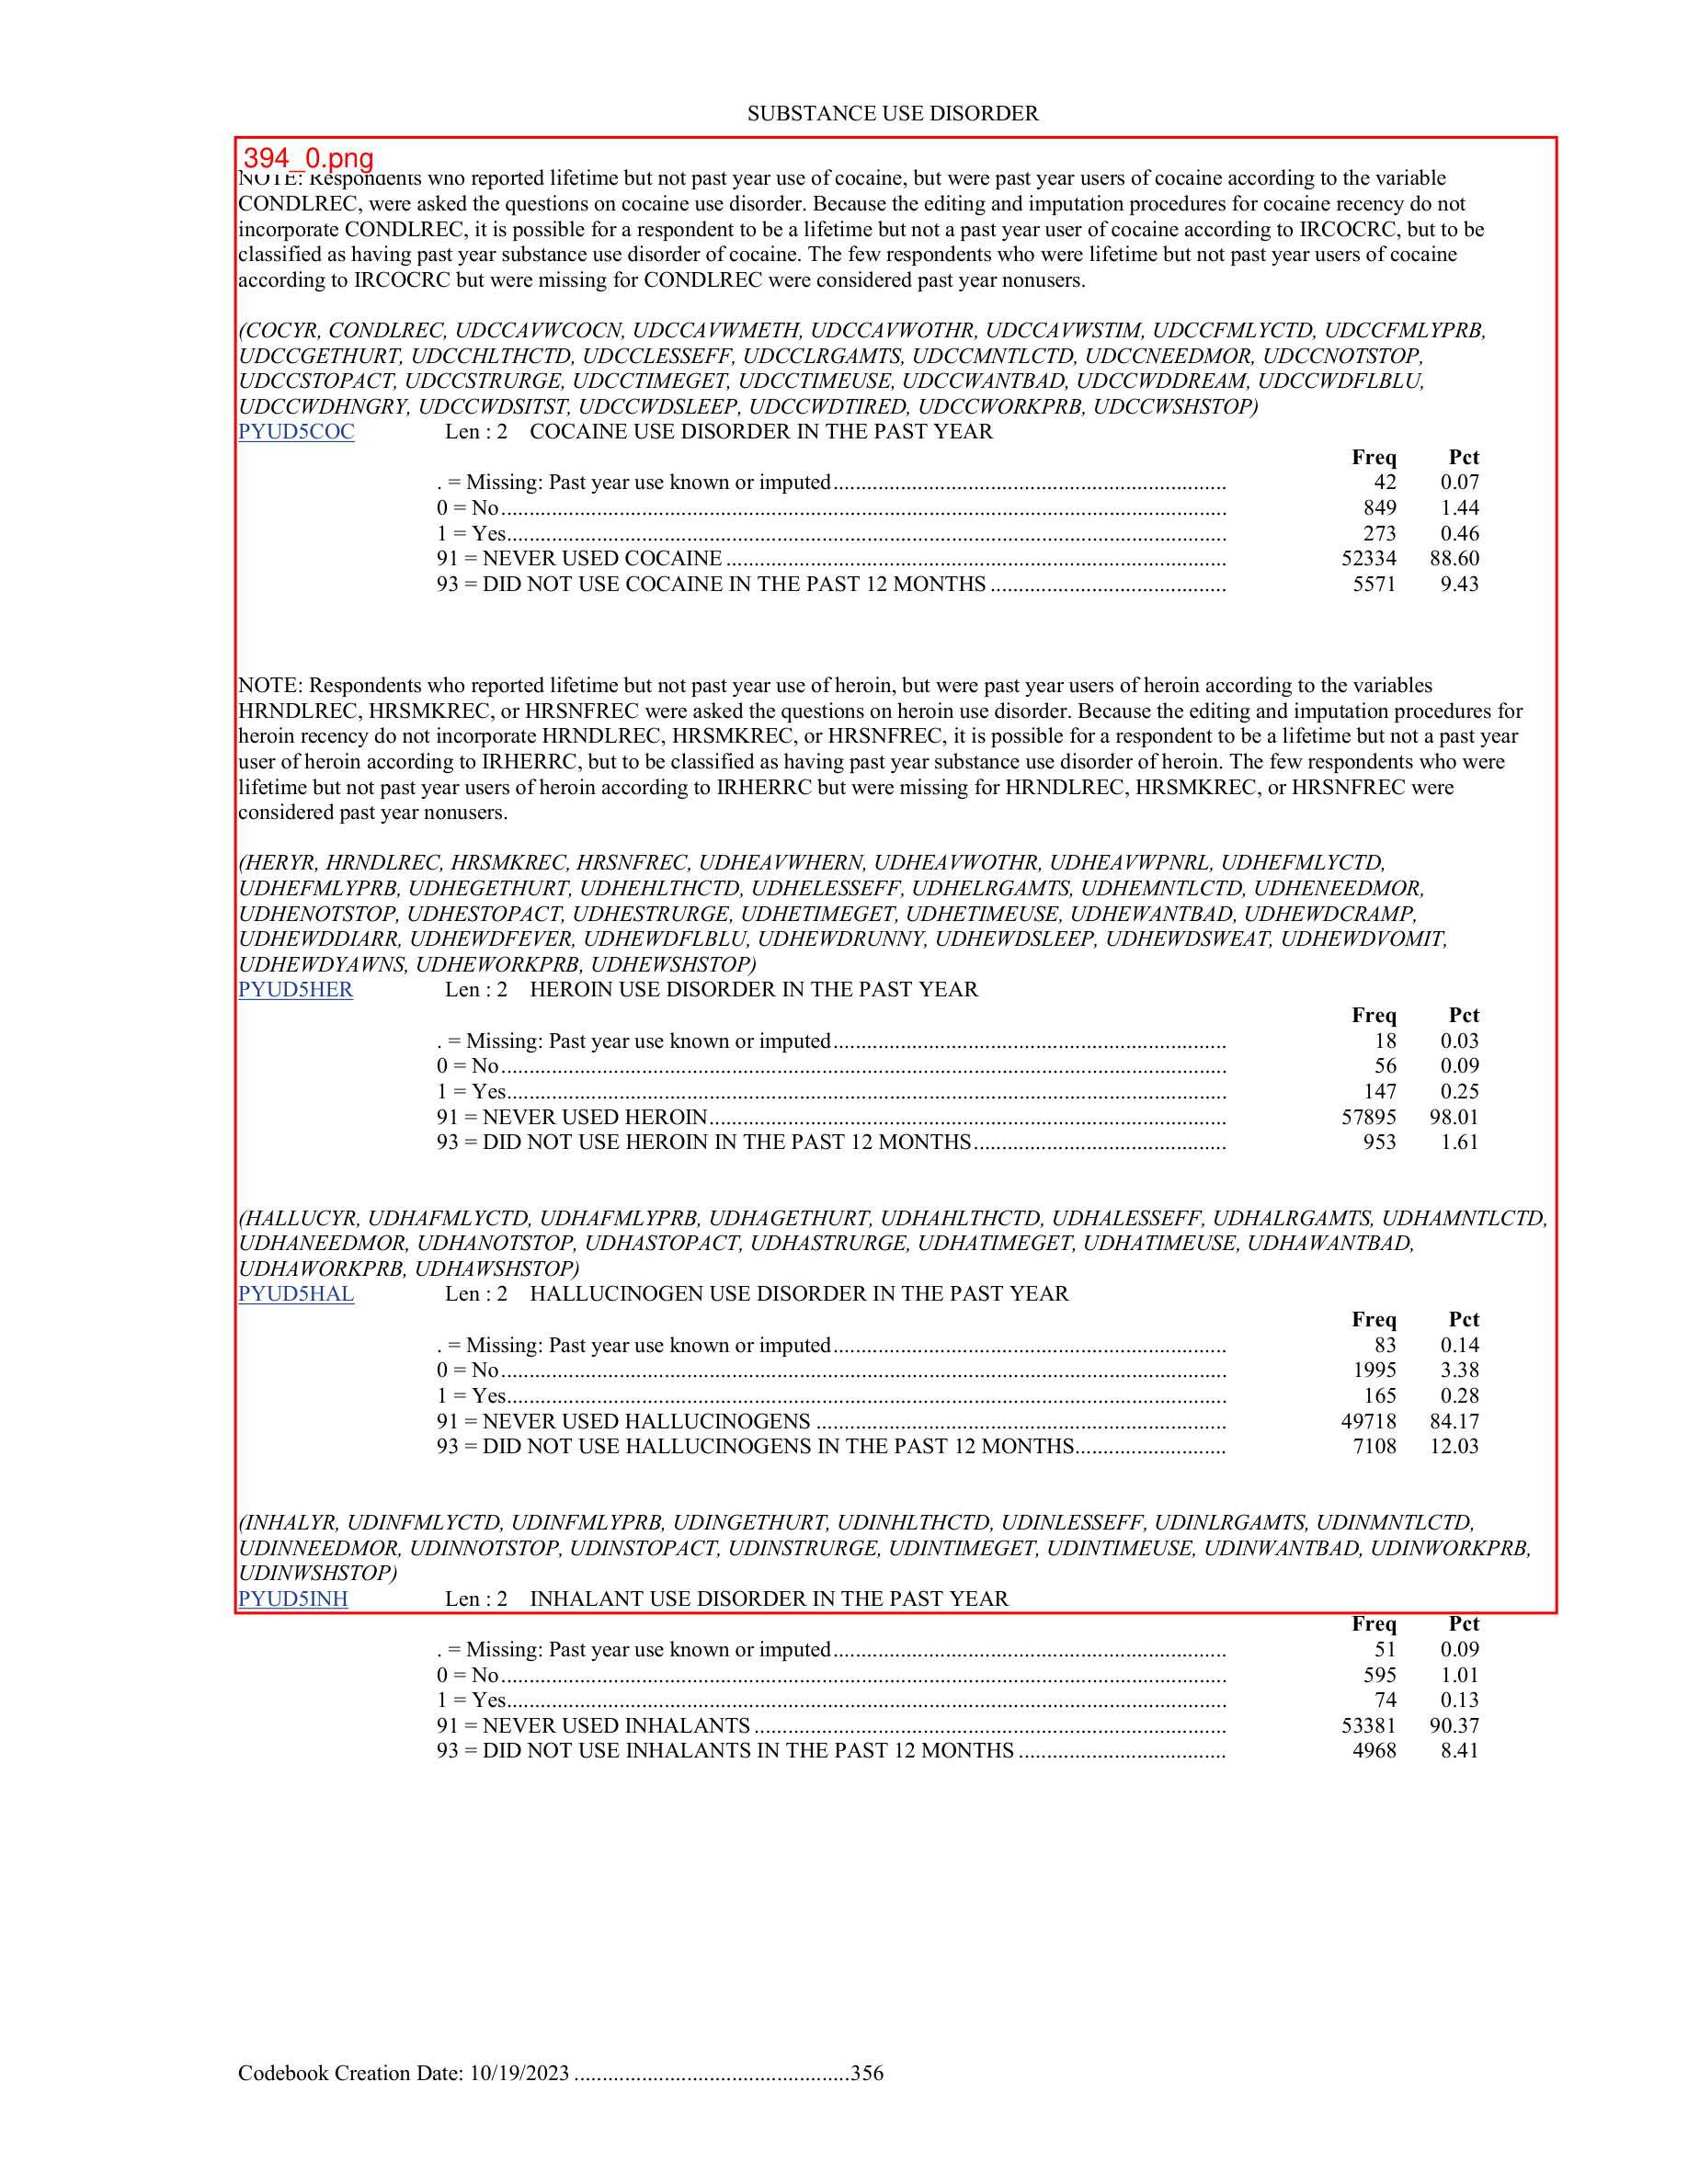 SUBSTANCE USE DISORDER
394_0.png
NOTE: Respondents who reported lifetime but not past year use of cocaine, but were past year users of cocaine according to the variable
CONDLREC, were asked the questions on cocaine use disorder. Because the editing and imputation procedures for cocaine recency do not
incorporate CONDLREC, it is possible for a respondent to be a lifetime but not a past year user of cocaine according to IRCOCRC, but to be
classified as having past year substance use disorder of cocaine. The few respondents who were lifetime but not past year users of cocaine
according to IRCOCRC but were missing for CONDLREC were considered past year nonusers.
(COCYR, CONDLREC, UDCCAVWCOCN, UDCCAVWMETH, UDCCAVWOTHR, UDCCAVWSTIM, UDCCFMLYCTD, UDCCFMLYPRB,
UDCCGETHURT, UDCCHLTHCTD, UDCCLESSEFF, UDCCLRGAMTS, UDCCMNTLCTD, UDCCNEEDMOR, UDCCNOTSTOP,
UDCCSTOPACT, UDCCSTRURGE, UDCCTIMEGET, UDCCTIMEUSE, UDCCWANTBAD, UDCCWDDREAM, UDCCWDFLBLU,
UDCCWDHNGRY, UDCCWDSITST, UDCCWDSLEEP, UDCCWDTIRED, UDCCWORKPRB, UDCCWSHSTOP)
PYUD5COC Len : 2 COCAINE USE DISORDER IN THE PAST YEAR
Freq Pct
. = Missing: Past year use known or imputed...................................................................... 42 0.07
0 = No................................................................................................................................. 849 1.44
1 = Yes................................................................................................................................ 273 0.46
91 = NEVER USED COCAINE ......................................................................................... 52334 88.60
93 = DID NOT USE COCAINE IN THE PAST 12 MONTHS .......................................... 5571 9.43
NOTE: Respondents who reported lifetime but not past year use of heroin, but were past year users of heroin according to the variables
HRNDLREC, HRSMKREC, or HRSNFREC were asked the questions on heroin use disorder. Because the editing and imputation procedures for
heroin recency do not incorporate HRNDLREC, HRSMKREC, or HRSNFREC, it is possible for a respondent to be a lifetime but not a past year
user of heroin according to IRHERRC, but to be classified as having past year substance use disorder of heroin. The few respondents who were
lifetime but not past year users of heroin according to IRHERRC but were missing for HRNDLREC, HRSMKREC, or HRSNFREC were
considered past year nonusers.
(HERYR, HRNDLREC, HRSMKREC, HRSNFREC, UDHEAVWHERN, UDHEAVWOTHR, UDHEAVWPNRL, UDHEFMLYCTD,
UDHEFMLYPRB, UDHEGETHURT, UDHEHLTHCTD, UDHELESSEFF, UDHELRGAMTS, UDHEMNTLCTD, UDHENEEDMOR,
UDHENOTSTOP, UDHESTOPACT, UDHESTRURGE, UDHETIMEGET, UDHETIMEUSE, UDHEWANTBAD, UDHEWDCRAMP,
UDHEWDDIARR, UDHEWDFEVER, UDHEWDFLBLU, UDHEWDRUNNY, UDHEWDSLEEP, UDHEWDSWEAT, UDHEWDVOMIT,
UDHEWDYAWNS, UDHEWORKPRB, UDHEWSHSTOP)
PYUD5HER Len : 2 HEROIN USE DISORDER IN THE PAST YEAR
Freq Pct
. = Missing: Past year use known or imputed...................................................................... 18 0.03
0 = No................................................................................................................................. 56 0.09
1 = Yes................................................................................................................................ 147 0.25
91 = NEVER USED HEROIN............................................................................................ 57895 98.01
93 = DID NOT USE HEROIN IN THE PAST 12 MONTHS............................................. 953 1.61
(HALLUCYR, UDHAFMLYCTD, UDHAFMLYPRB, UDHAGETHURT, UDHAHLTHCTD, UDHALESSEFF, UDHALRGAMTS, UDHAMNTLCTD,
UDHANEEDMOR, UDHANOTSTOP, UDHASTOPACT, UDHASTRURGE, UDHATIMEGET, UDHATIMEUSE, UDHAWANTBAD,
UDHAWORKPRB, UDHAWSHSTOP)
PYUD5HAL Len : 2 HALLUCINOGEN USE DISORDER IN THE PAST YEAR
Freq Pct
. = Missing: Past year use known or imputed...................................................................... 83 0.14
0 = No................................................................................................................................. 1995 3.38
1 = Yes................................................................................................................................ 165 0.28
91 = NEVER USED HALLUCINOGENS ......................................................................... 49718 84.17
93 = DID NOT USE HALLUCINOGENS IN THE PAST 12 MONTHS........................... 7108 12.03
(INHALYR, UDINFMLYCTD, UDINFMLYPRB, UDINGETHURT, UDINHLTHCTD, UDINLESSEFF, UDINLRGAMTS, UDINMNTLCTD,
UDINNEEDMOR, UDINNOTSTOP, UDINSTOPACT, UDINSTRURGE, UDINTIMEGET, UDINTIMEUSE, UDINWANTBAD, UDINWORKPRB,
UDINWSHSTOP)
PYUD5INH Len : 2 INHALANT USE DISORDER IN THE PAST YEAR
Freq Pct
. = Missing: Past year use known or imputed...................................................................... 51 0.09
0 = No................................................................................................................................. 595 1.01
1 = Yes................................................................................................................................ 74 0.13
91 = NEVER USED INHALANTS .................................................................................... 53381 90.37
93 = DID NOT USE INHALANTS IN THE PAST 12 MONTHS ..................................... 4968 8.41
Codebook Creation Date: 10/19/2023 .................................................356